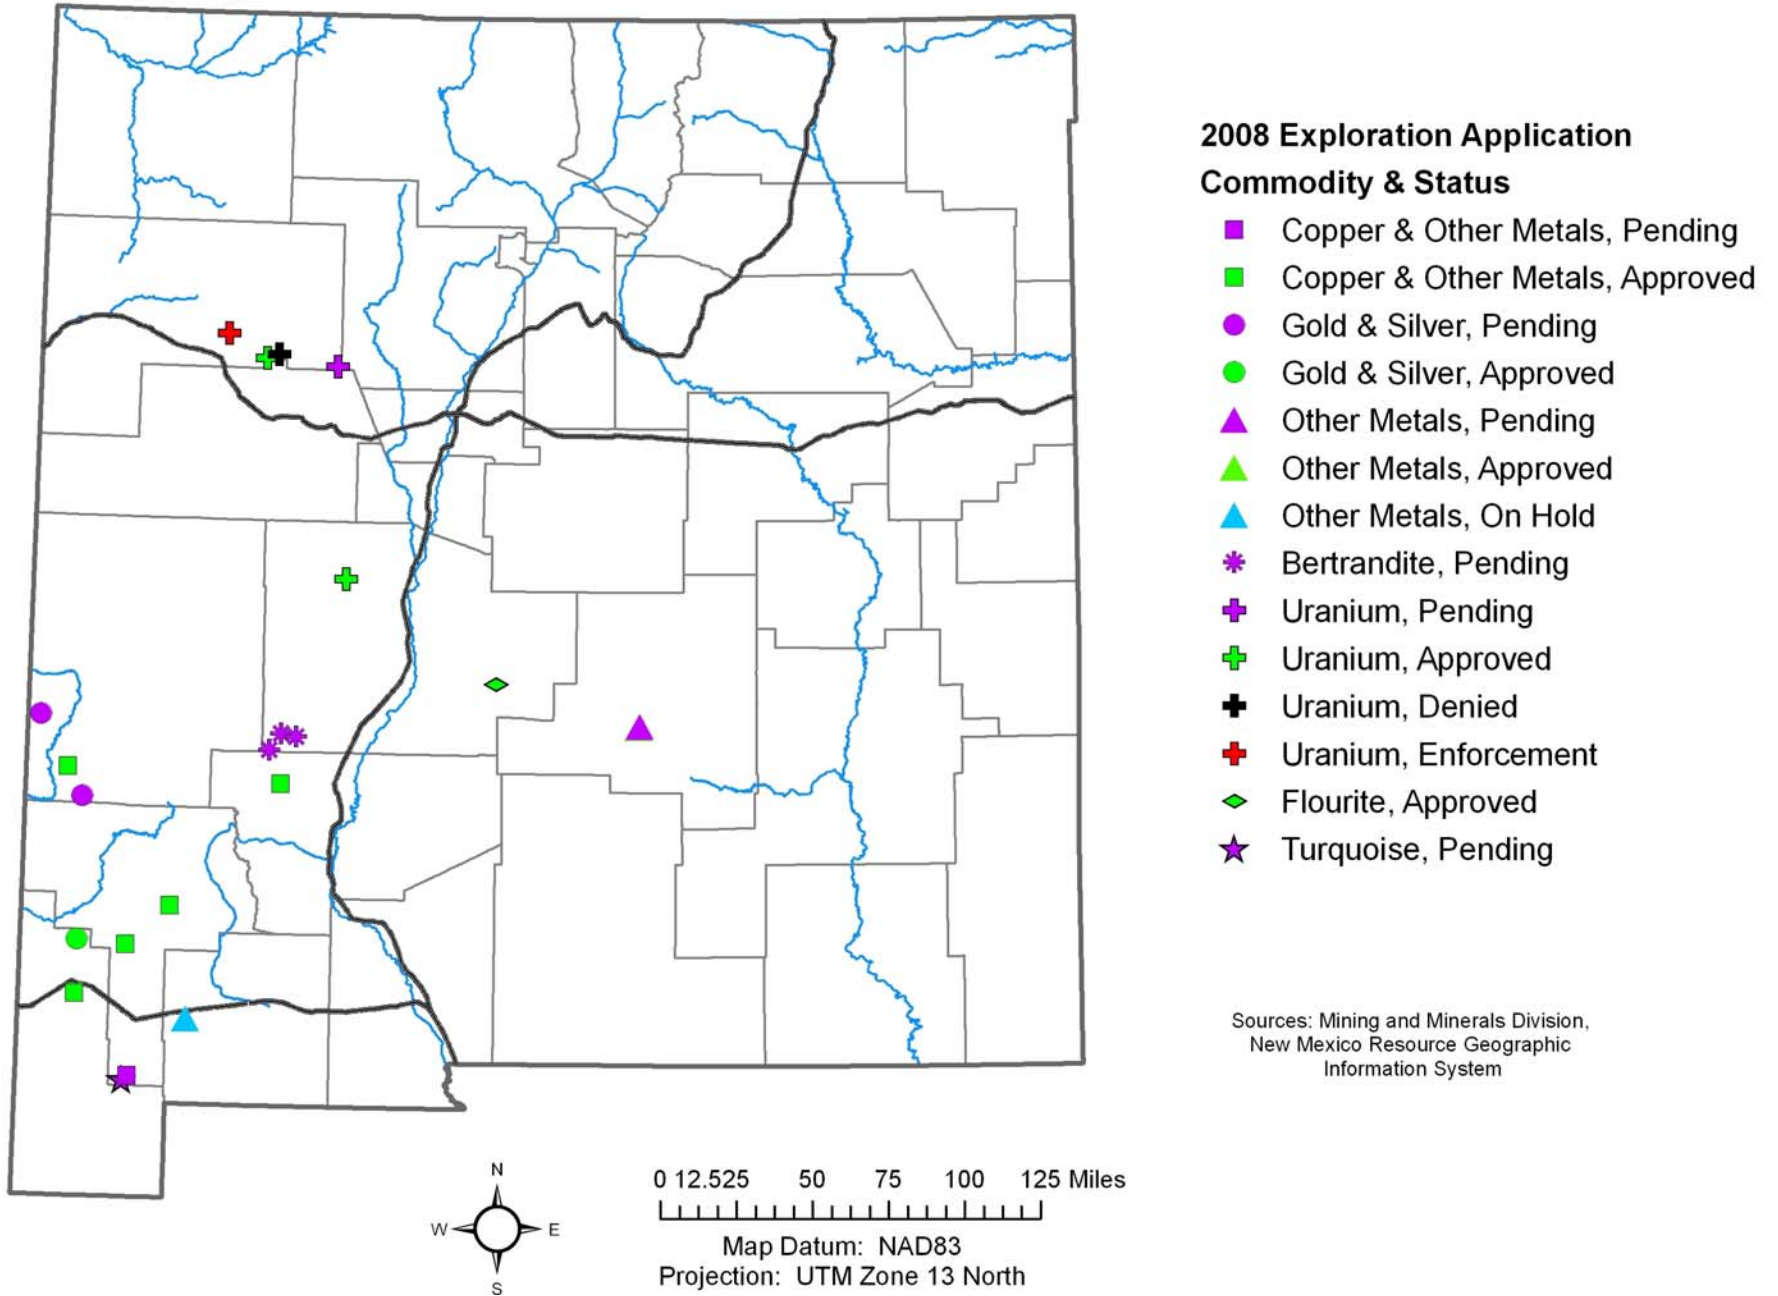 2008 Exploration Application
Commodity & Status
Copper & Other Metals, Pending
Copper & Other Metals, Approved
Gold & Silver, Pending
Gold & Silver, Approved
Other Metals, Pending
Other Metals, Approved
Other Metals, On Hold
Bertrandite, Pending
Uranium, Pending
Uranium, Approved
Uranium, Denied
Uranium, Enforcement
Flourite, Approved
Turquoise, Pending
Sources: Mining and Minerals Division,
New Mexico Resource Geographic
Information System
N
W E
S
0 12.525 50 75 100 125 Miles
Map Datum: NAD83
Projection: UTM Zone 13 North